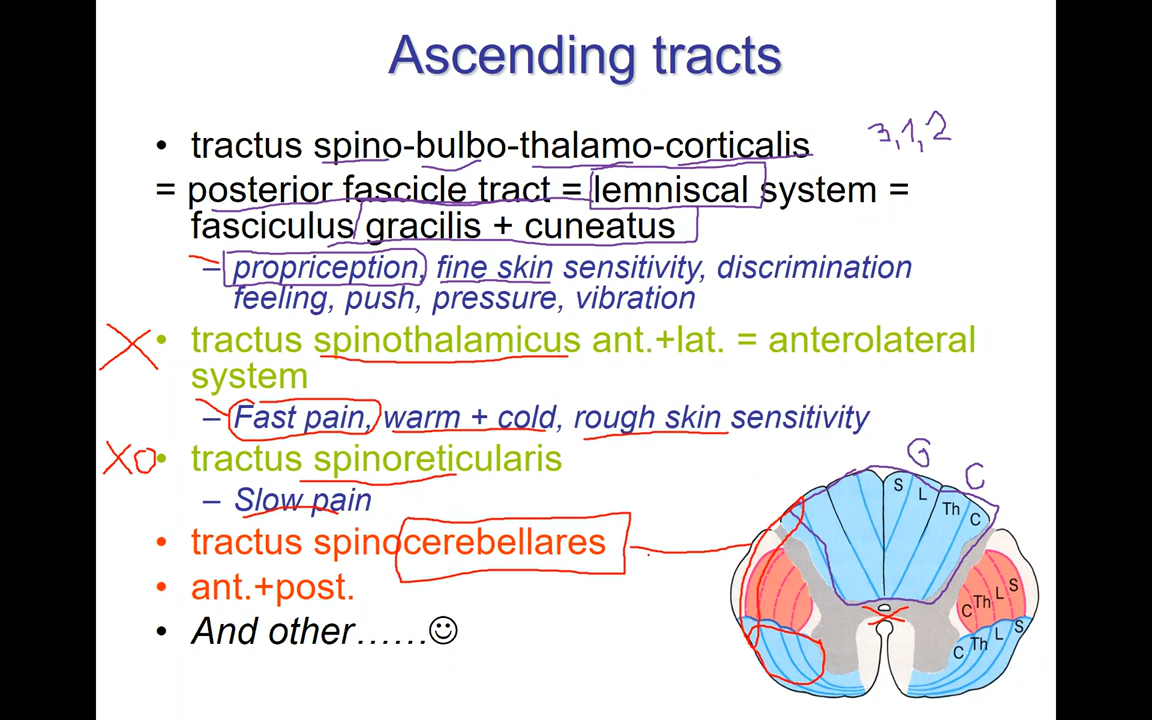 Ascending tracts
• tractus spino-bulbo-thalamo-corticalis
3,1,2
= posterior fascicle tract = lemniscal system =
fasciculus gracilis + cuneatus
– propriception, fine skin sensitivity, discrimination
feeling, push, pressure, vibration
X
• tractus spinothalamicus ant.+lat. = anterolateral
system
– Fast pain, warm + cold, rough skin sensitivity
XO
• tractus spinoreticularis
– Slow pain
• tractus spinocerebellares
• ant.+post.
• And other……☺
G
C
S L Th C
C Th L S
C Th L S